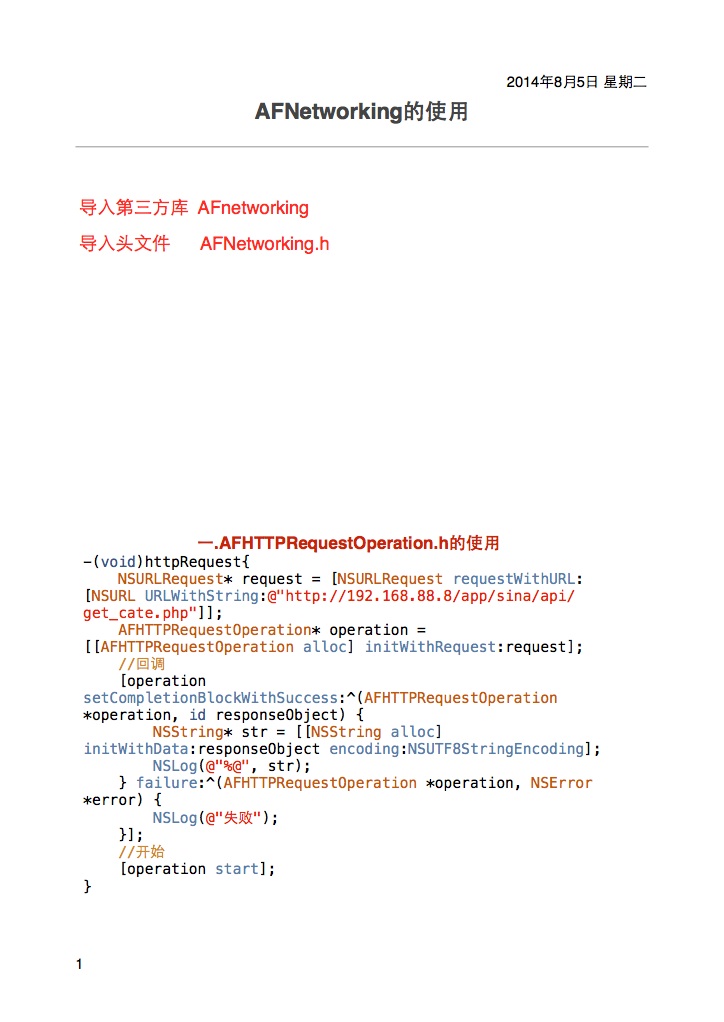 2014年8月5日 星期二
AFNetworking的使用
导入第三方库 AFnetworking
导入头文件 AFNetworking.h
一.AFHTTPRequestOperation.h的使用
-(void)httpRequest{
    NSURLRequest* request = [NSURLRequest requestWithURL:
[NSURL URLWithString:@"http://192.168.88.8/app/sina/api/
get_cate.php"]];
    AFHTTPRequestOperation* operation =
[[AFHTTPRequestOperation alloc] initWithRequest:request];
    //回调
    [operation
setCompletionBlockWithSuccess:^(AFHTTPRequestOperation
*operation, id responseObject) {
        NSString* str = [[NSString alloc]
initWithData:responseObject encoding:NSUTF8StringEncoding];
        NSLog(@"%@", str);
    } failure:^(AFHTTPRequestOperation *operation, NSError
*error) {
        NSLog(@"失败");
    }];
    //开始
    [operation start];
}
1